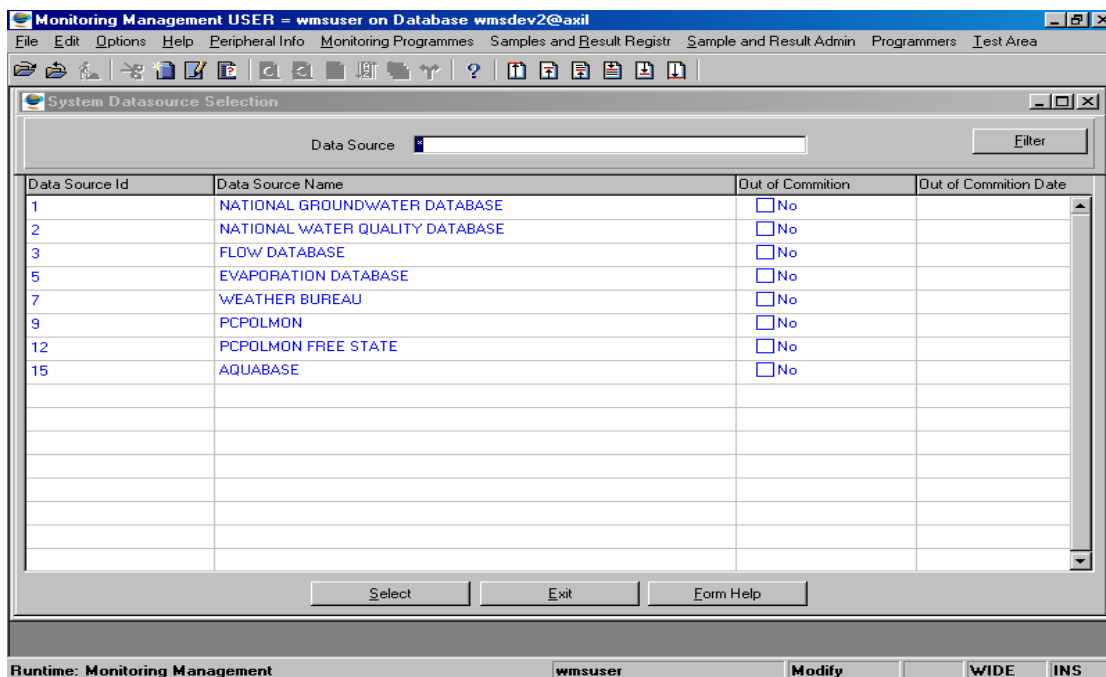 Monitoring Management USER = wmsuser on Database wmsdev2@axil
File Edit Options Help Peripheral Info Monitoring Programmes Samples and Result Registr Sample and Result Admin Programmers Test Area
System Datasource Selection
Data Source * Filter
Data Source Id Data Source Name Out of Commition Out of Commition Date
1 NATIONAL GROUNDWATER DATABASE No
2 NATIONAL WATER QUALITY DATABASE No
3 FLOW DATABASE No
5 EVAPORATION DATABASE No
7 WEATHER BUREAU No
9 PCPOLMON No
12 PCPOLMON FREE STATE No
15 AQUABASE No
Select Exit Form Help
Runtime: Monitoring Management wmsuser Modify WIDE INS